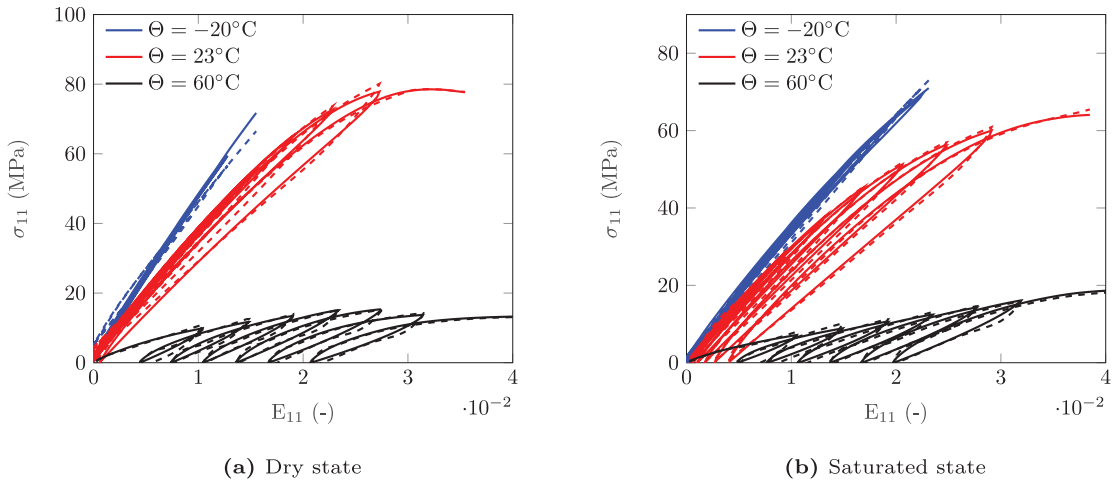 100
80
60
40
20
0
0
1
2
3
4
·10⁻²
σ₁₁ (MPa)
E₁₁ (-)
Θ = −20°C
Θ = 23°C
Θ = 60°C
(a) Dry state
80
60
40
20
0
0
1
2
3
4
·10⁻²
σ₁₁ (MPa)
E₁₁ (-)
Θ = −20°C
Θ = 23°C
Θ = 60°C
(b) Saturated state